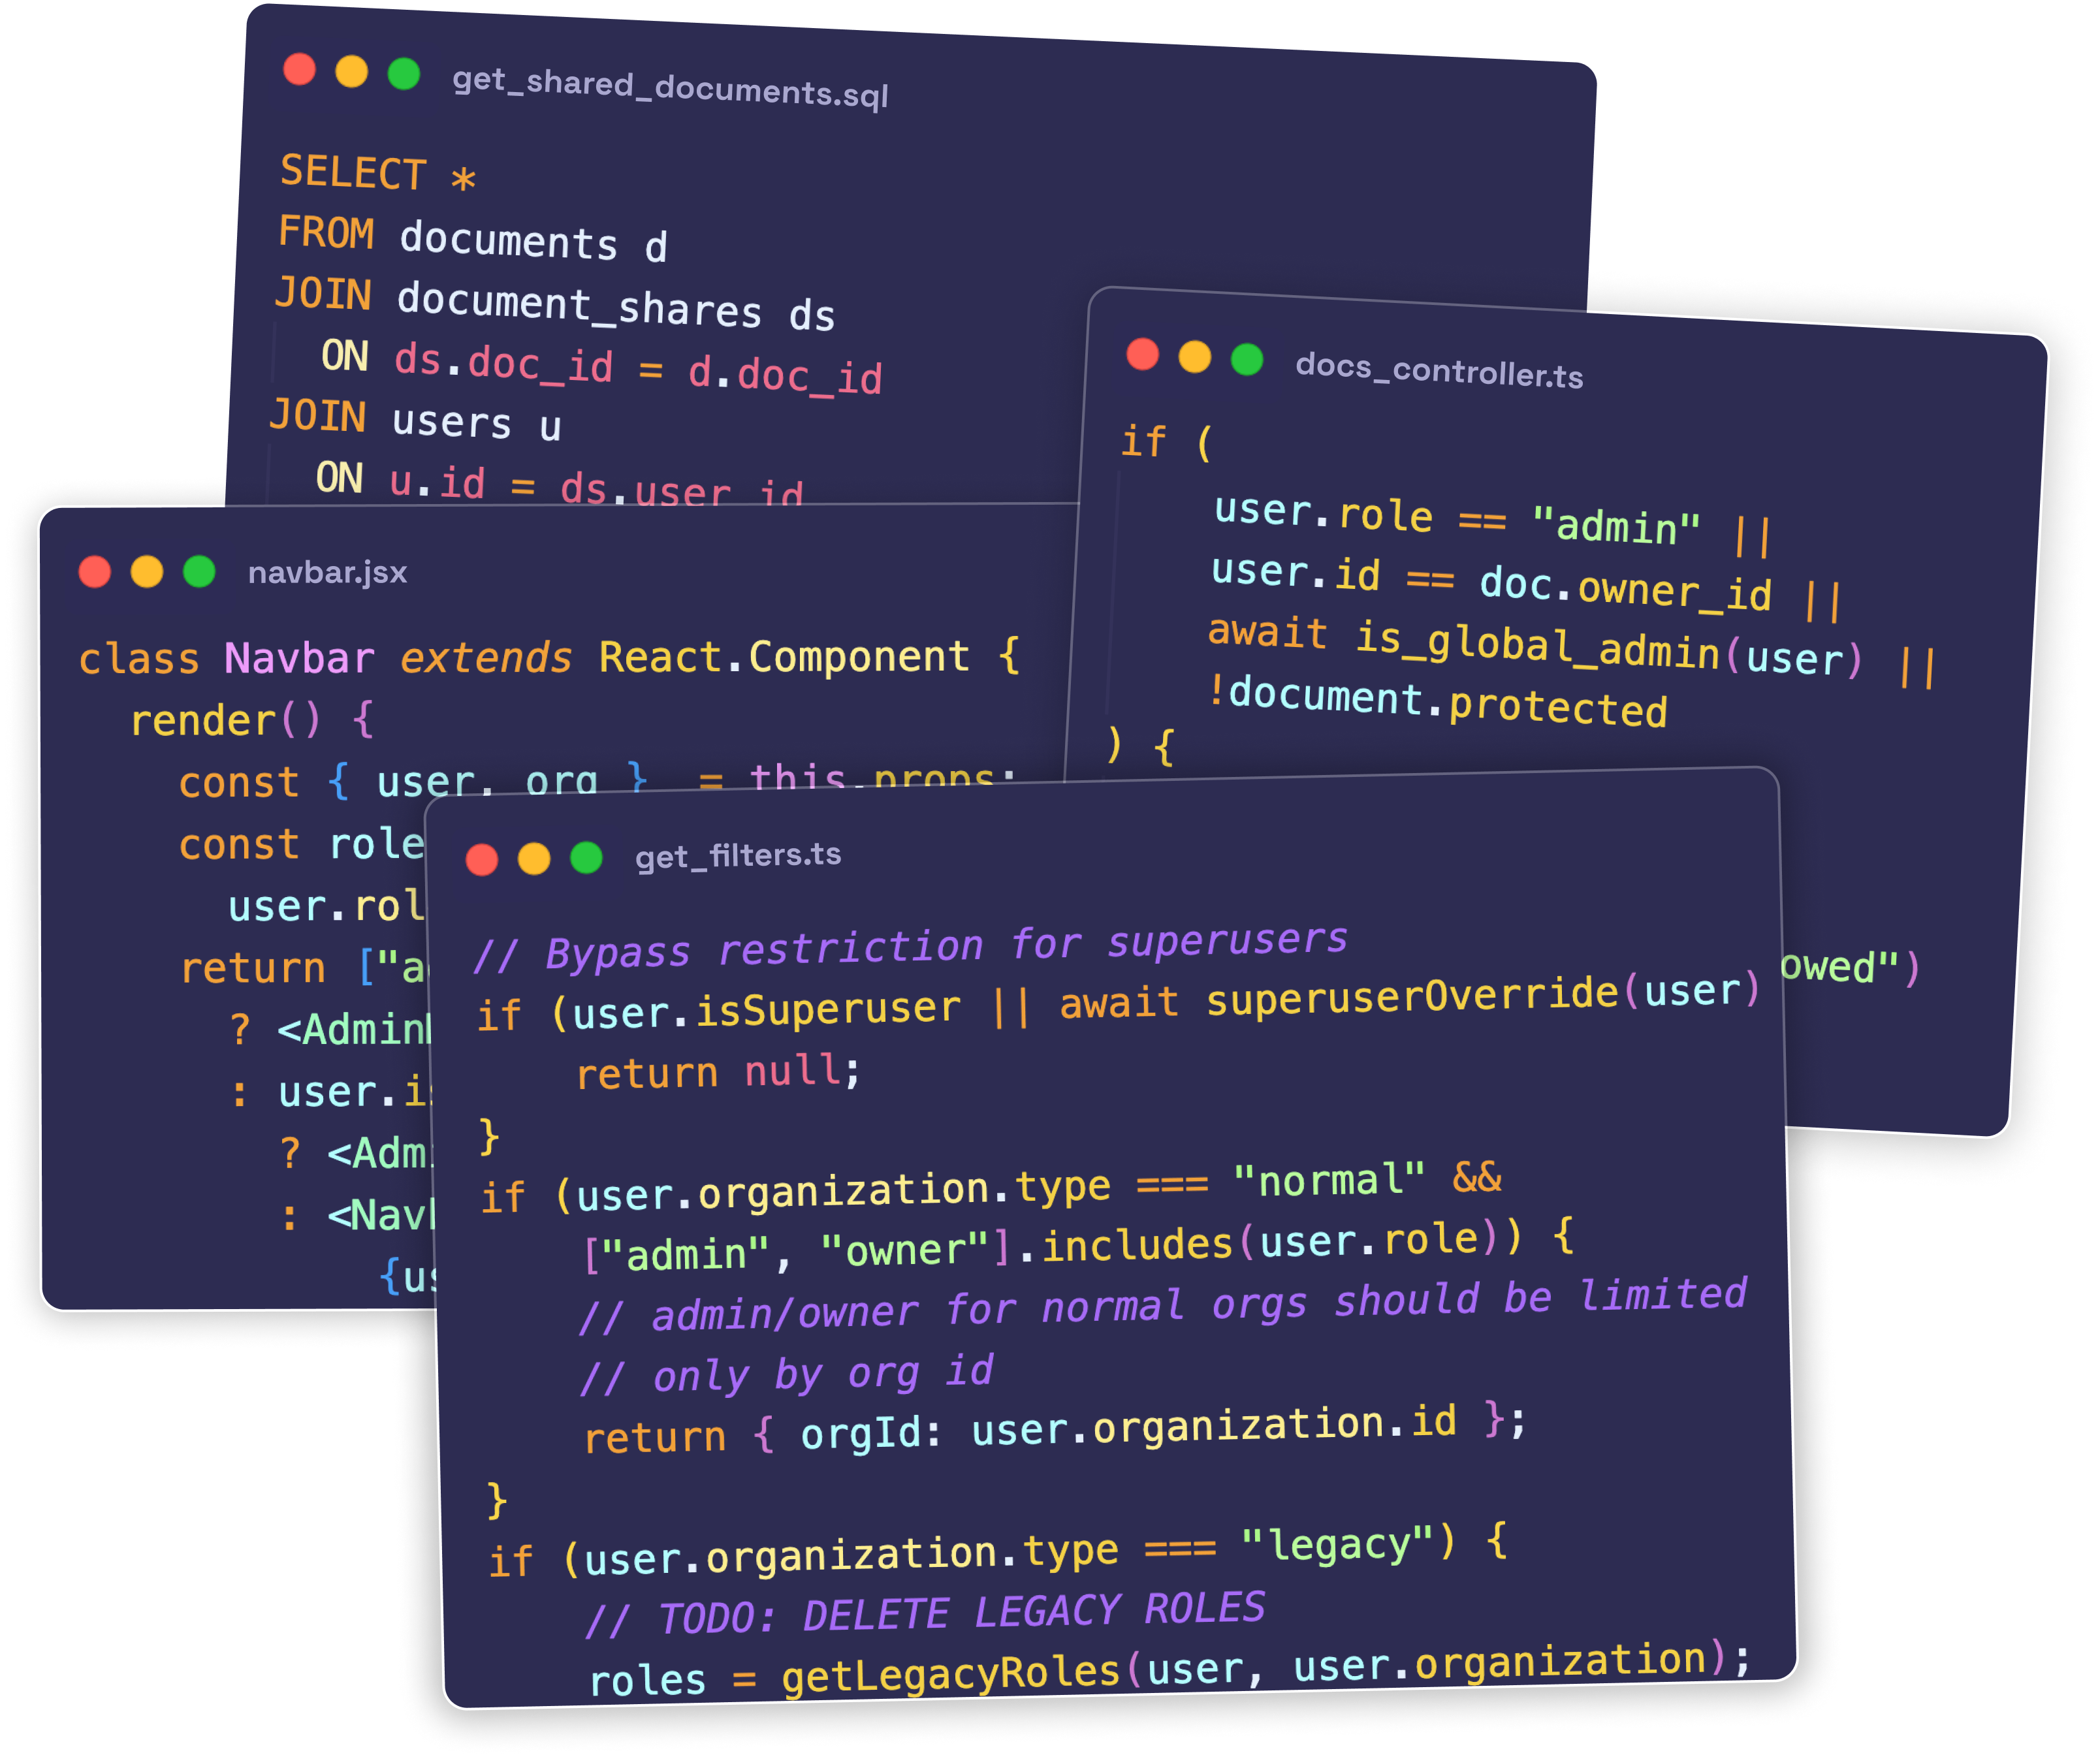 get_shared_documents.sql
SELECT *
FROM documents d
JOIN document_shares ds
  ON ds.doc_id = d.doc_id
JOIN users u
  ON u.id = ds.user_id
docs_controller.ts
if (
    user.role == "admin" ||
    user.id == doc.owner_id ||
    await is_global_admin(user) ||
    !document.protected
) {
owed")
navbar.jsx
class Navbar extends React.Component {
  render() {
    const { user, org }  = this.props;
    const role
      user.rol
    return ["a
      ? <Admin
      : user.i
        ? <Adm
        : <Nav
            {us
get_filters.ts
// Bypass restriction for superusers
if (user.isSuperuser || await superuserOverride(user)
    return null;
}
if (user.organization.type === "normal" &&
    ["admin", "owner"].includes(user.role)) {
    // admin/owner for normal orgs should be limited
    // only by org id
    return { orgId: user.organization.id };
}
if (user.organization.type === "legacy") {
    // TODO: DELETE LEGACY ROLES
    roles = getLegacyRoles(user, user.organization);